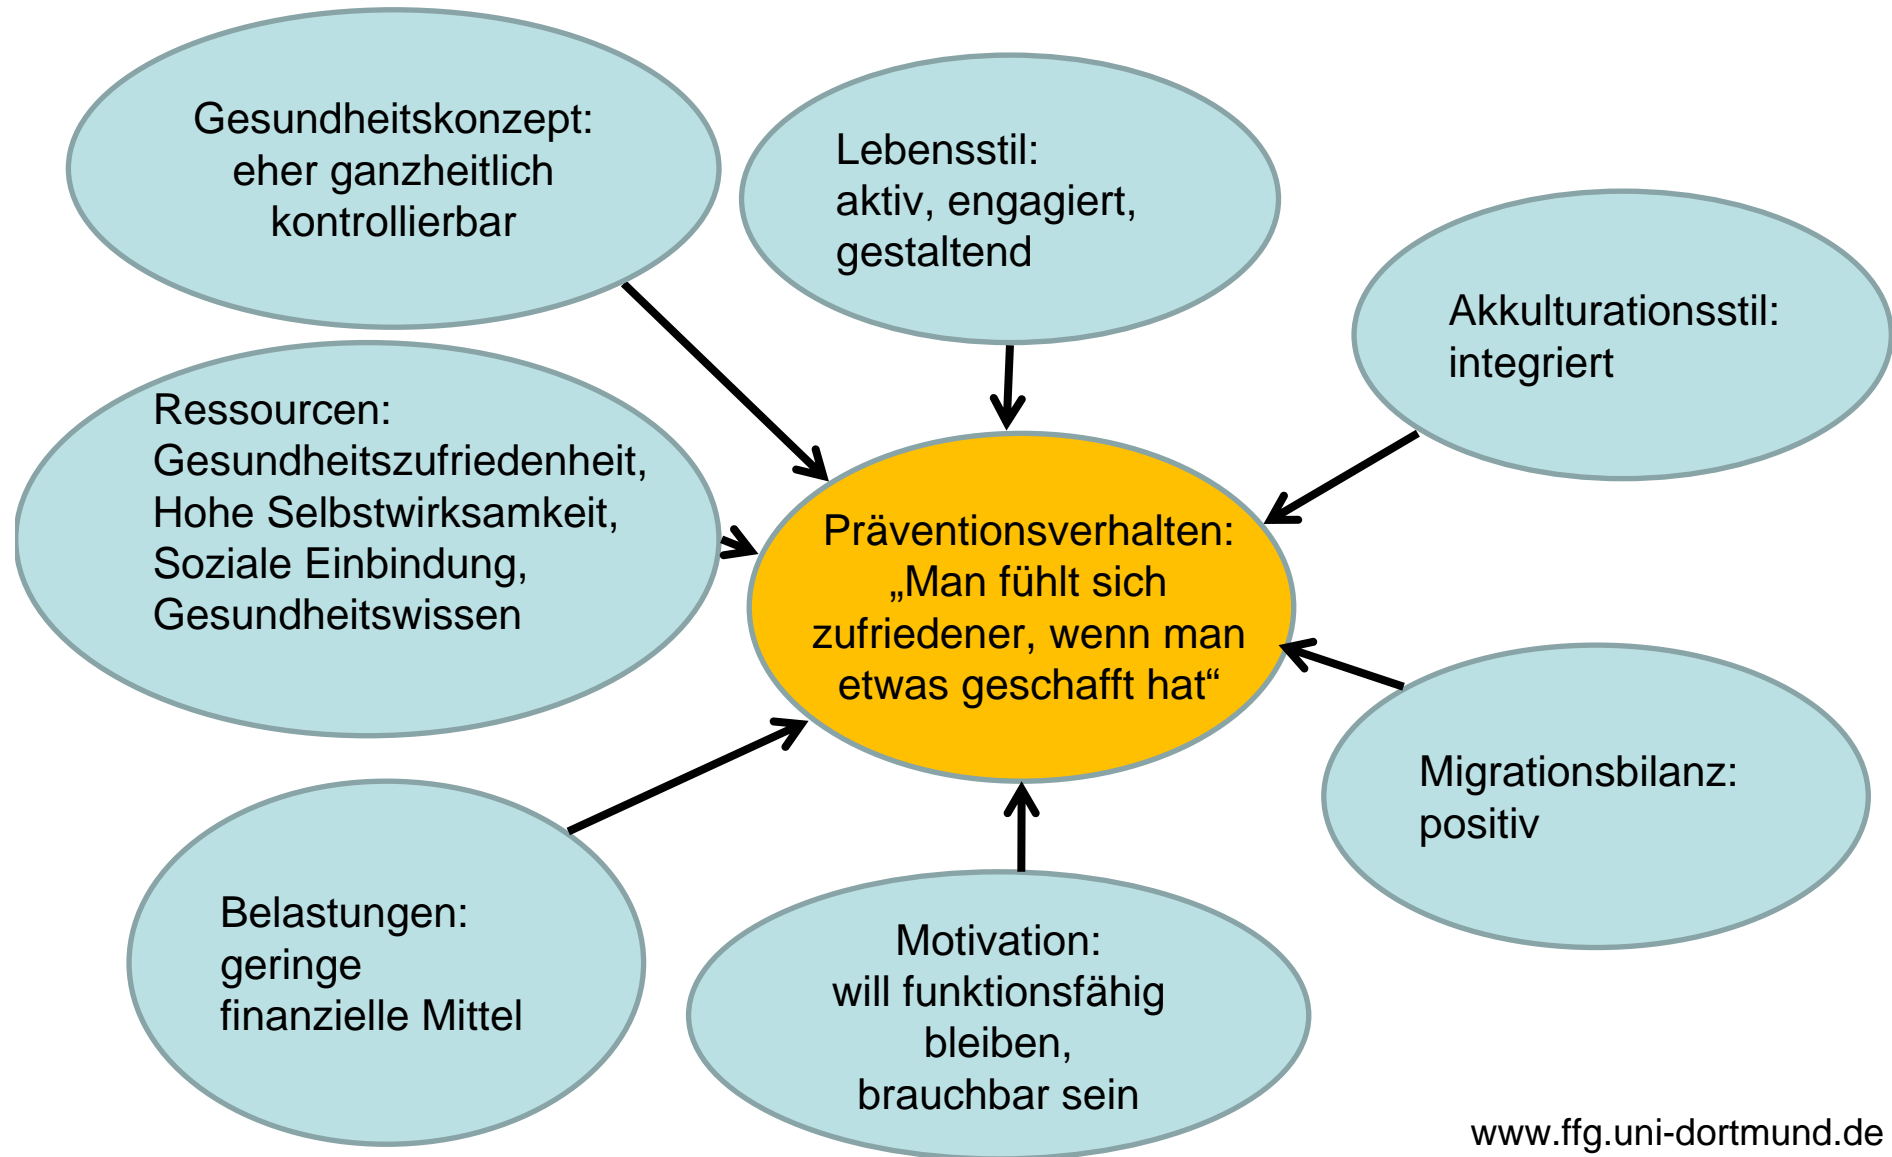 Gesundheitskonzept:
eher ganzheitlich
kontrollierbar
Lebensstil:
aktiv, engagiert,
gestaltend
Akkulturationsstil:
integriert
Ressourcen:
Gesundheitszufriedenheit,
Hohe Selbstwirksamkeit,
Soziale Einbindung,
Gesundheitswissen
Präventionsverhalten:
„Man fühlt sich
zufriedener, wenn man
etwas geschafft hat“
Migrationsbilanz:
positiv
Belastungen:
geringe
finanzielle Mittel
Motivation:
will funktionsfähig
bleiben,
brauchbar sein
www.ffg.uni-dortmund.de